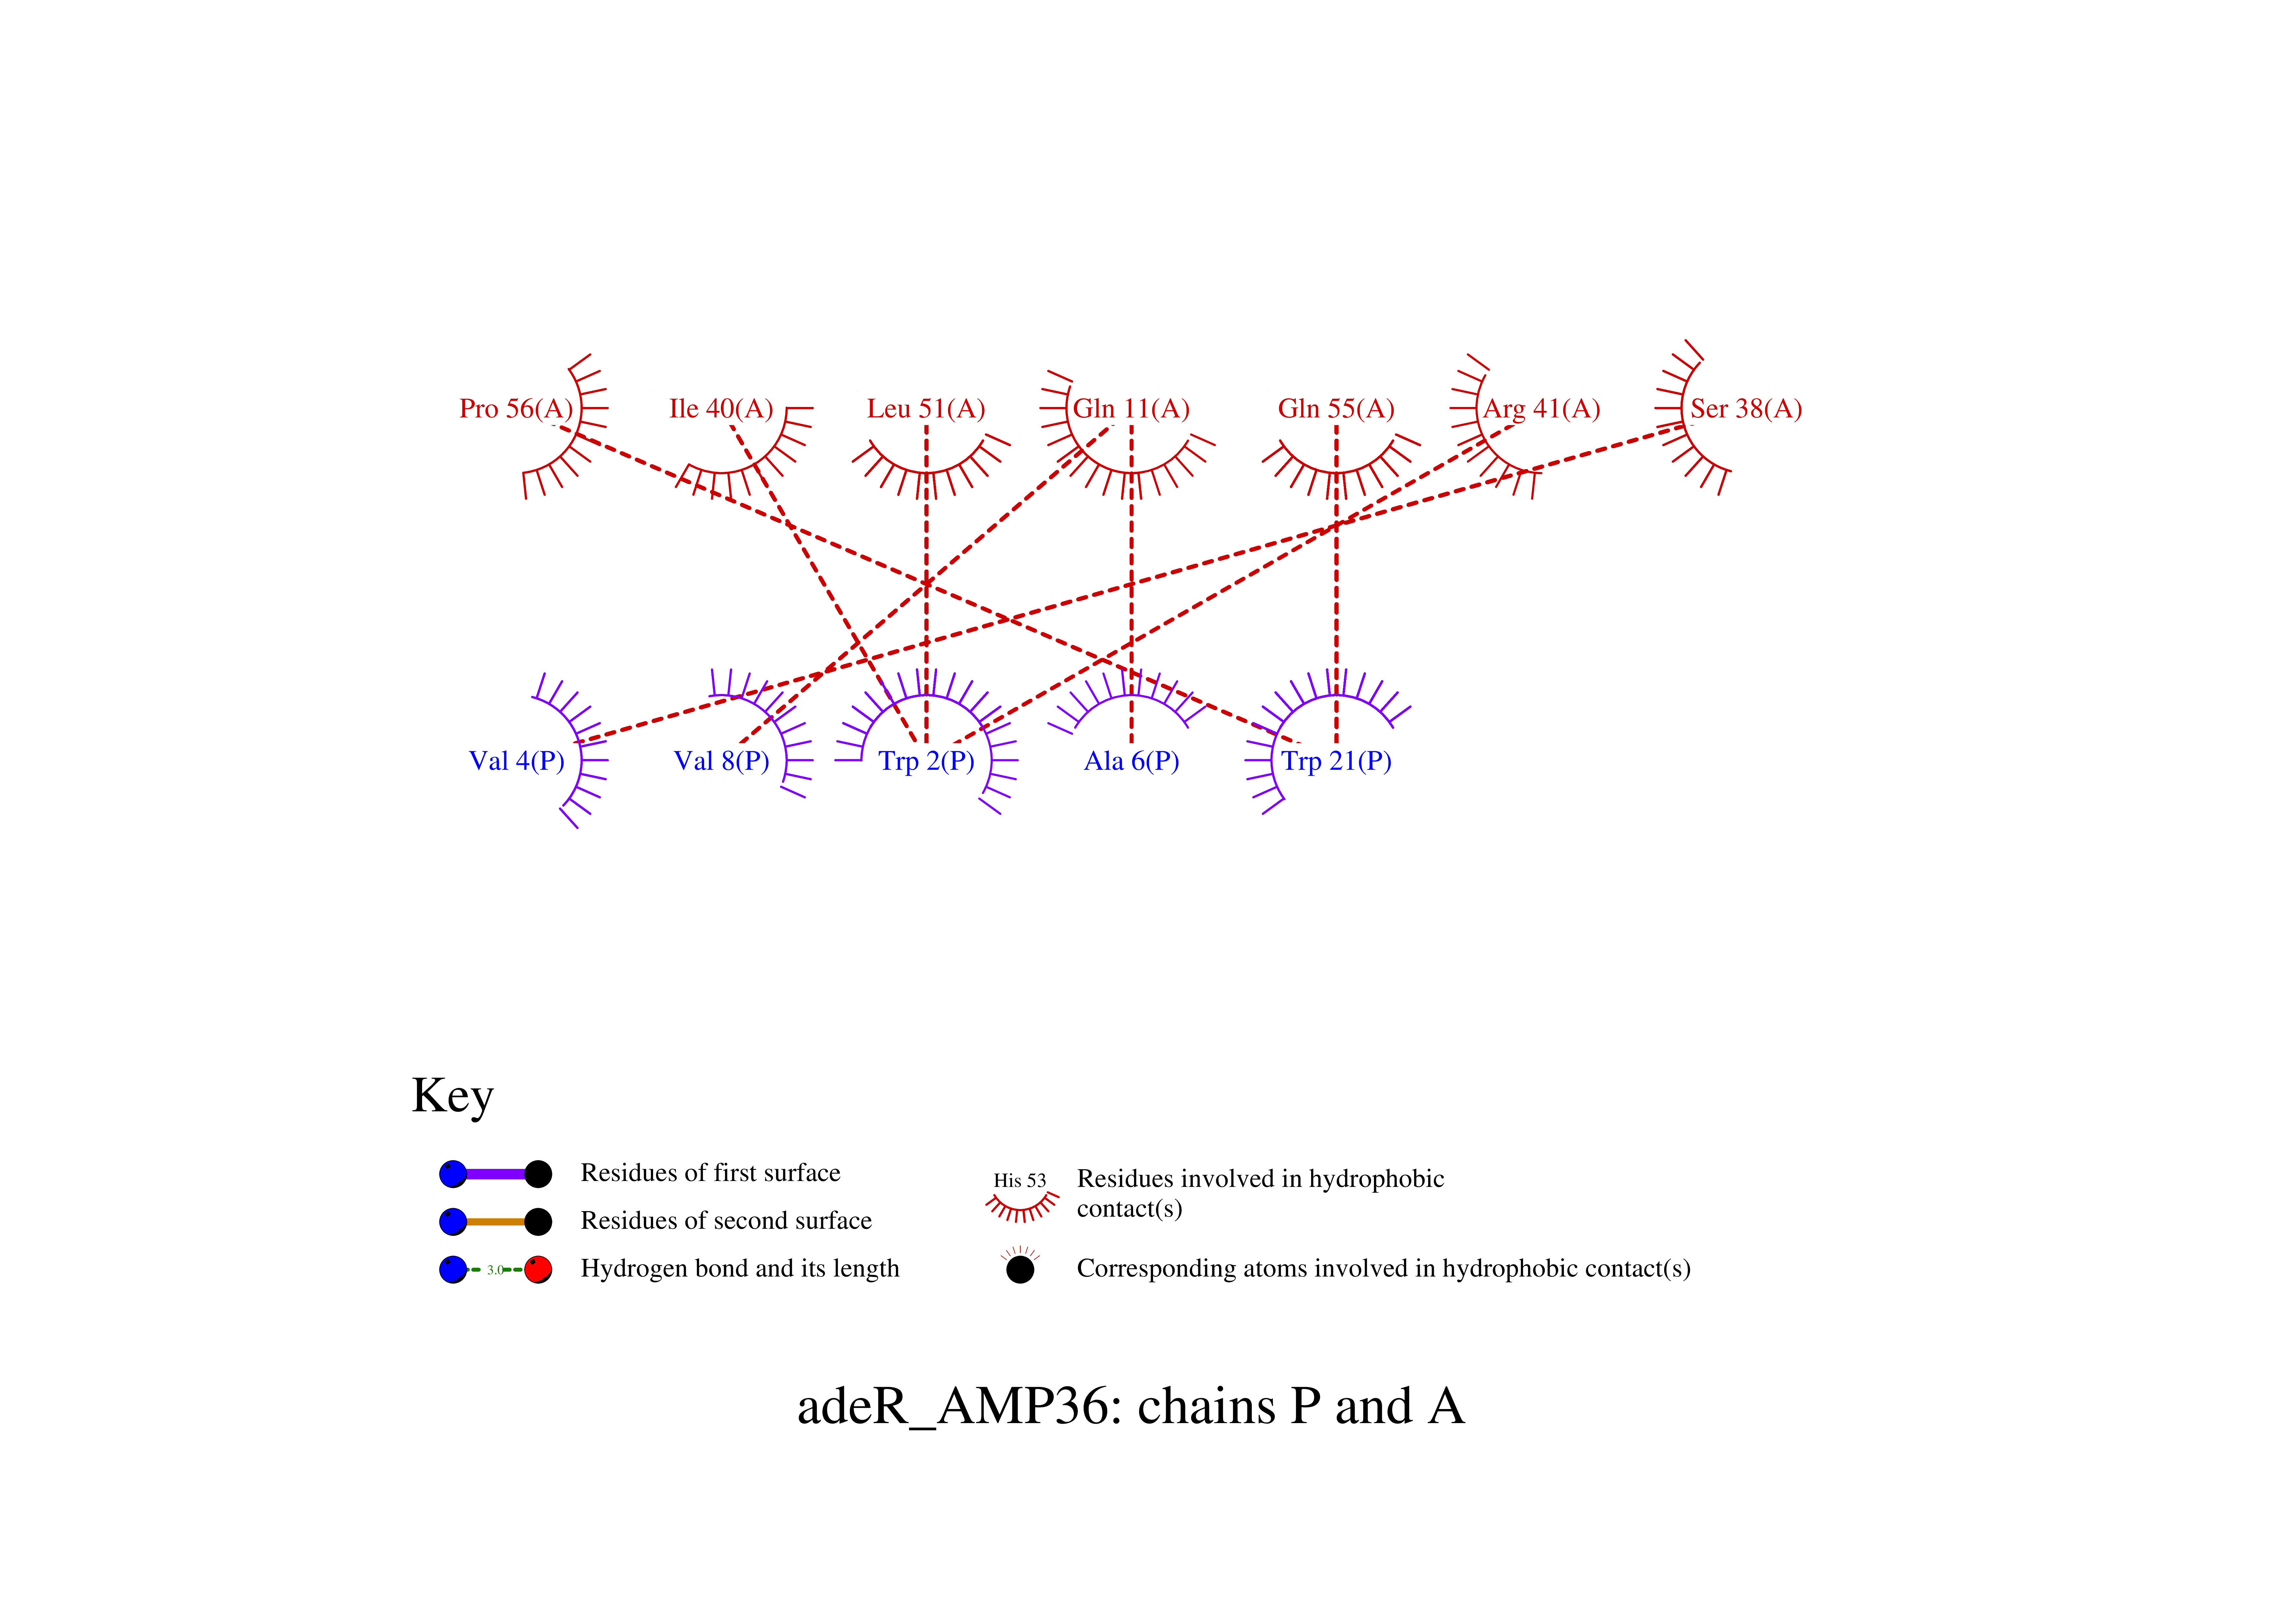 Pro 56(A) Ile 40(A) Leu 51(A) Gln 11(A) Gln 55(A) Arg 41(A) Ser 38(A)
Val 4(P) Val 8(P) Trp 2(P) Ala 6(P) Trp 21(P)
Key
Residues of first surface
Residues of second surface
3.0 Hydrogen bond and its length
His 53 Residues involved in hydrophobic
contact(s)
Corresponding atoms involved in hydrophobic contact(s)
adeR_AMP36: chains P and A